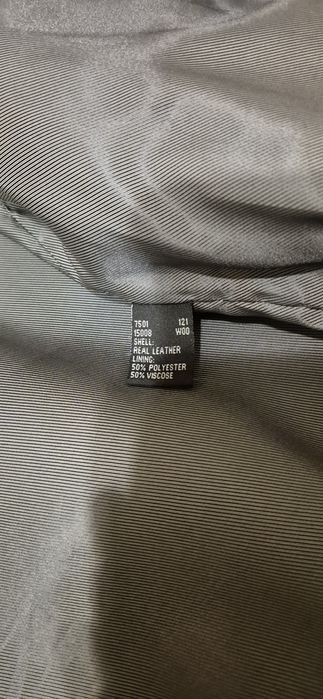 7501 121
15008 W00
SHELL:
REAL LEATHER
LINING:
50% POLYESTER
50% VISCOSE